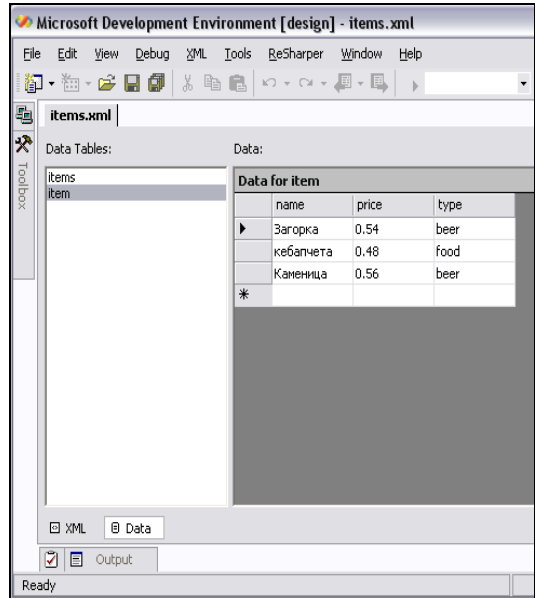 Microsoft Development Environment [design] - items.xml
File Edit View Debug XML Tools ReSharper Window Help
items.xml
Toolbox
Data Tables:
Data:
items
item
Data for item
name price type
Загорка 0.54 beer
кебапчета 0.48 food
Каменица 0.56 beer
XML Data
Output
Ready